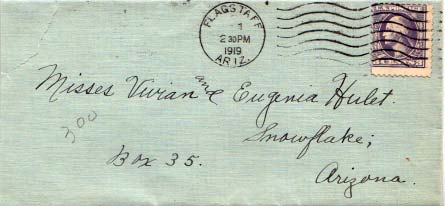 FLAGSTAFF
1
2 30PM
1919
ARIZ.
Misses Vivian and Eugenia Hulet.
300
Snowflake;
Box 35.
Arizona.